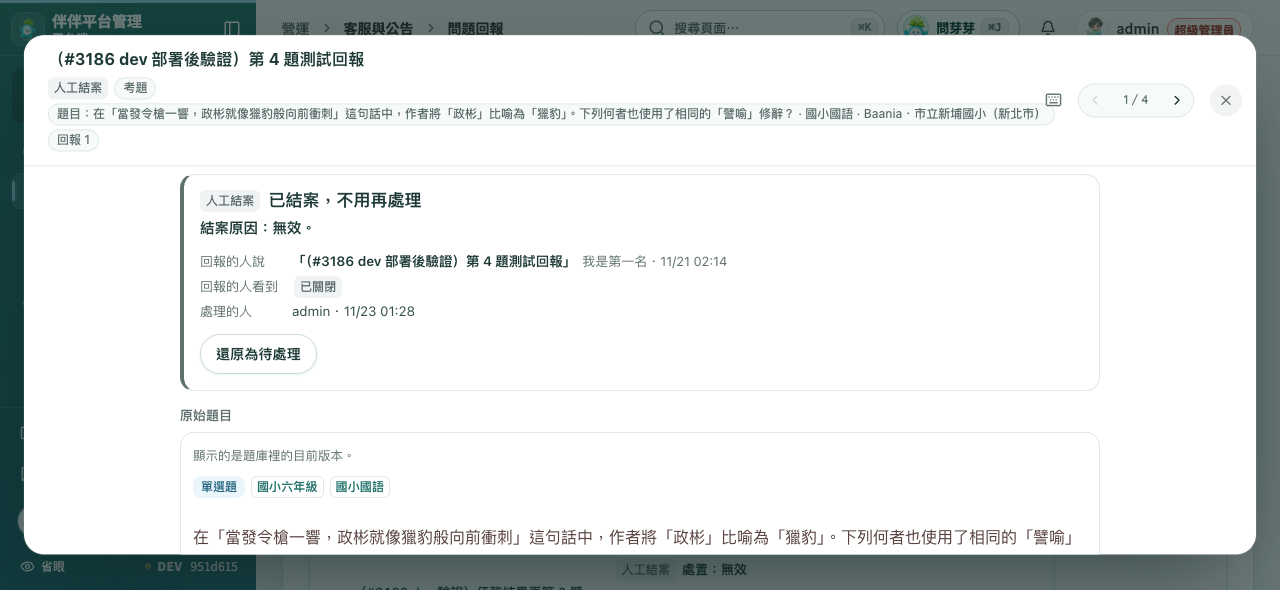 伴伴平台管理
營運 > 客服與公告 > 問題回報
搜尋頁面… ⌘K
問芽芽 ⌘J
admin 超級管理員
（#3186 dev 部署後驗證）第 4 題測試回報
人工結案 考題
題目：在「當發令槍一響，政彬就像獵豹般向前衝刺」這句話中，作者將「政彬」比喻為「獵豹」。下列何者也使用了相同的「譬喻」修辭？ · 國小國語 · Baania · 市立新埔國小（新北市）
回報 1
1 / 4
人工結案 已結案，不用再處理
結案原因：無效。
回報的人說 「（#3186 dev 部署後驗證）第 4 題測試回報」 我是第一名 · 11/21 02:14
回報的人看到 已關閉
處理的人 admin · 11/23 01:28
還原為待處理
原始題目
顯示的是題庫裡的目前版本。
單選題 國小六年級 國小國語
在「當發令槍一響，政彬就像獵豹般向前衝刺」這句話中，作者將「政彬」比喻為「獵豹」。下列何者也使用了相同的「譬喻」
省眼 DEV 951d615
人工結案 處置：無效